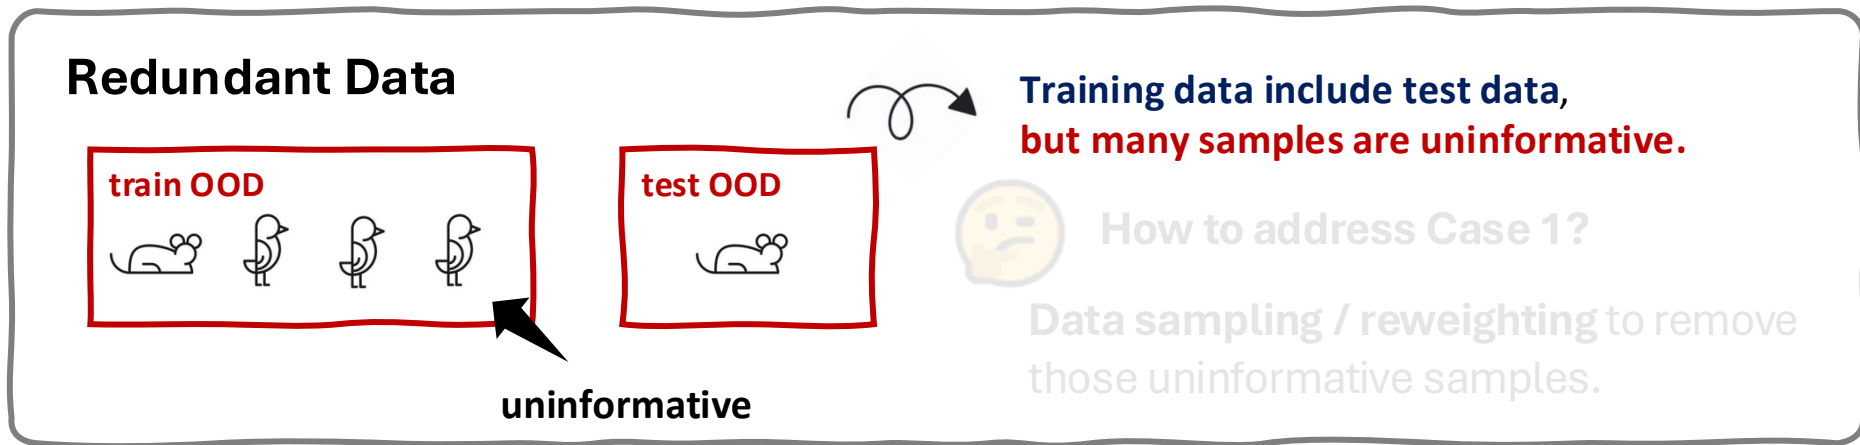 Redundant Data
train OOD
test OOD
uninformative
Training data include test data,
but many samples are uninformative.
How to address Case 1?
Data sampling / reweighting to remove
those uninformative samples.